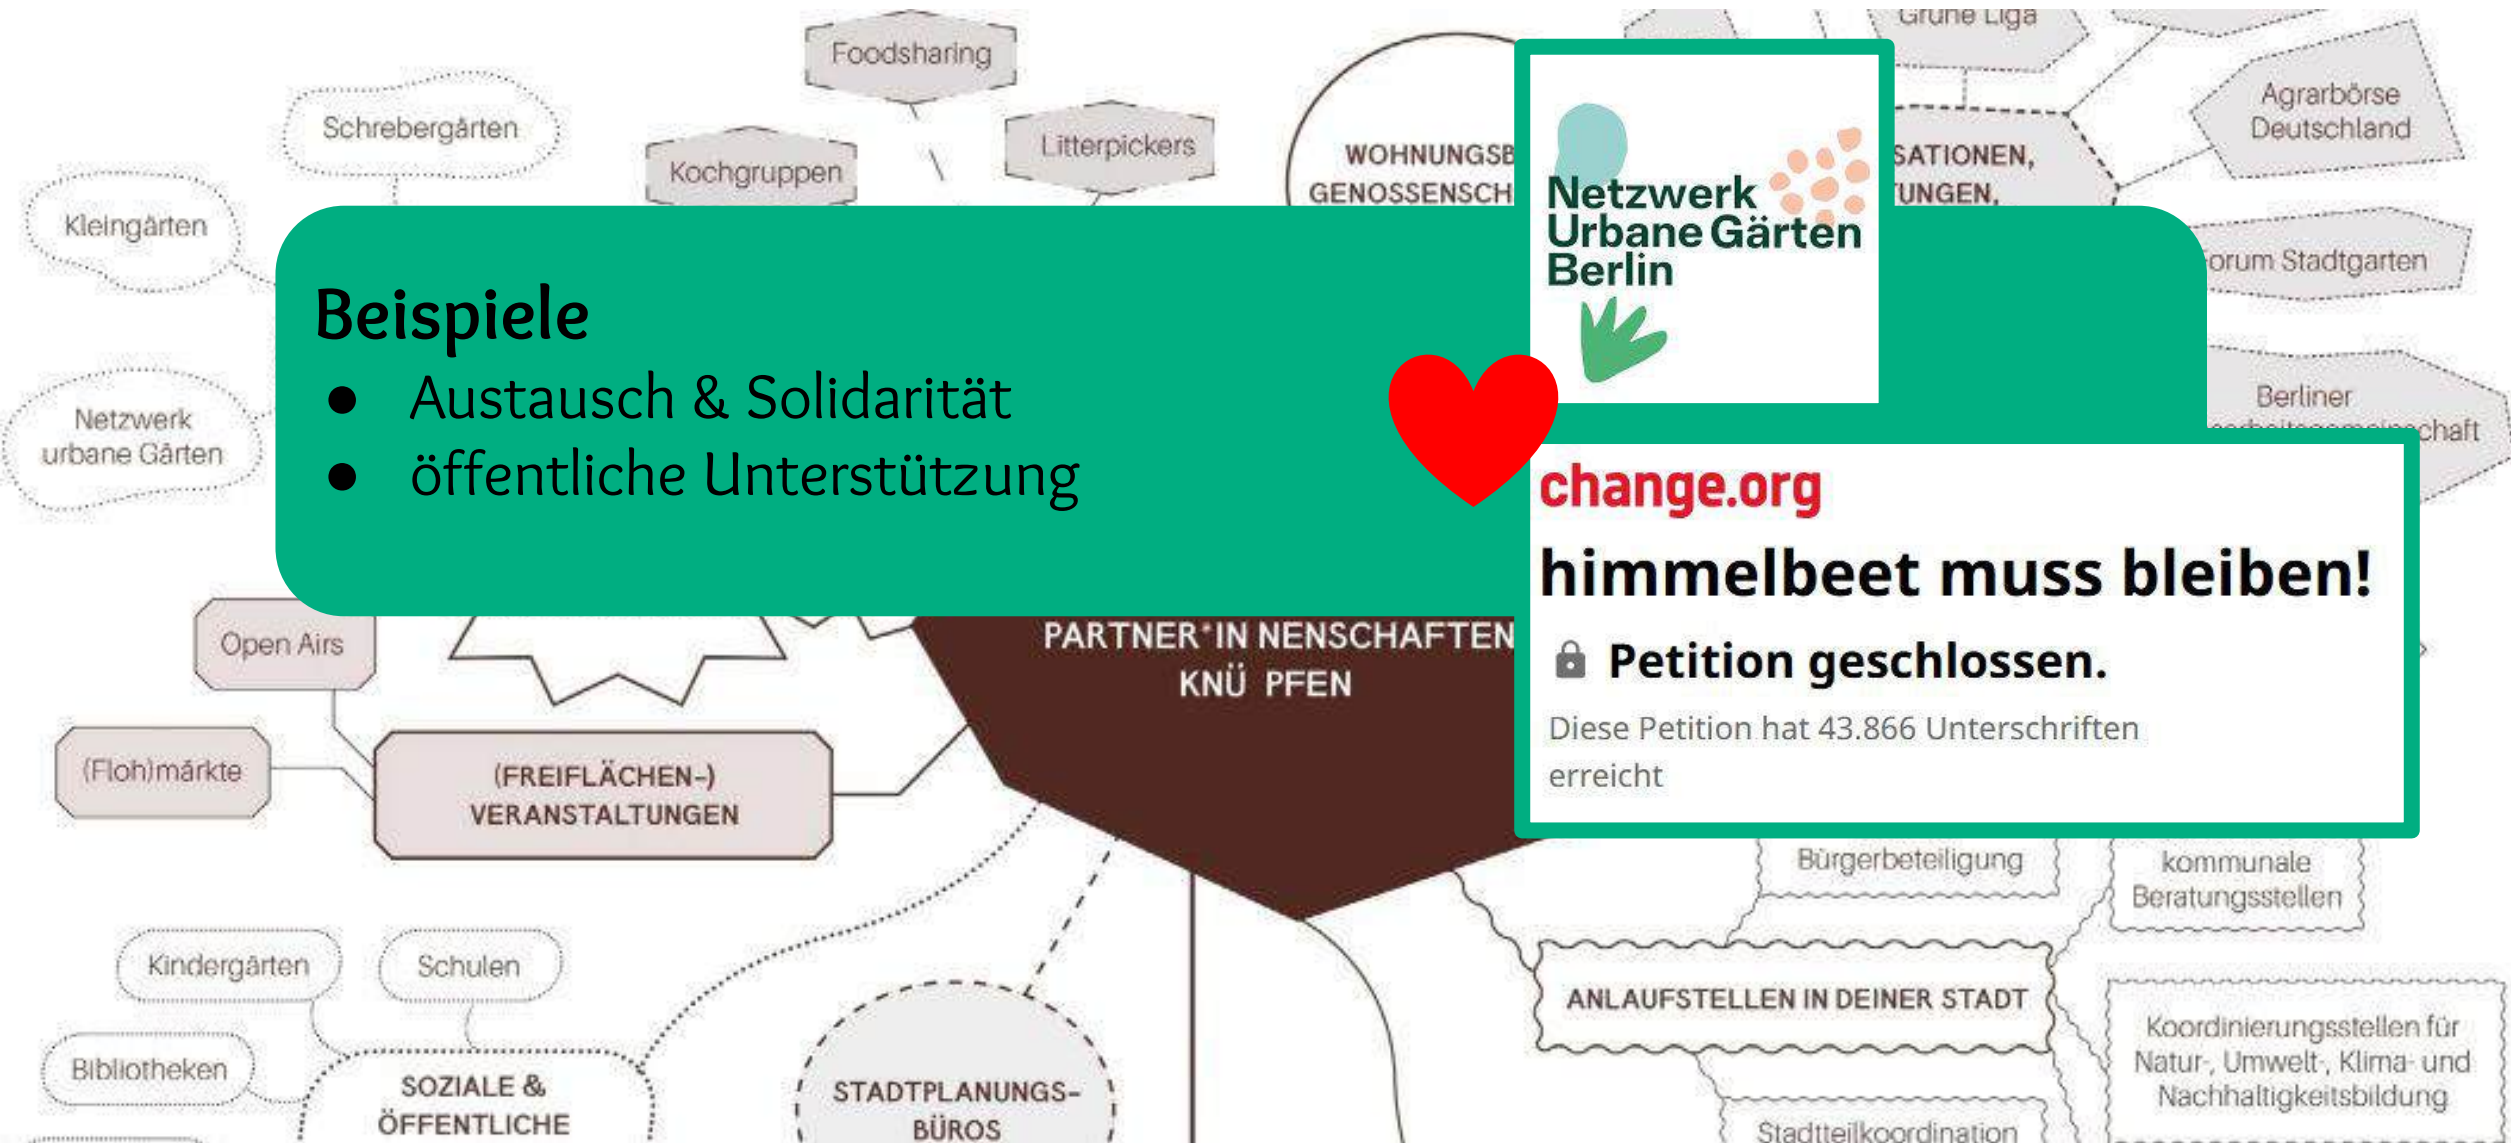 Grüne Liga
Foodsharing
Agrarbörse
Deutschland
Schrebergärten
Litterpickers
Kochgruppen
WOHNUNGSB
GENOSSENSCH
SATIONEN,
UNGEN,
Netzwerk
Urbane Gärten
Berlin
Kleingärten
orum Stadtgarten
Beispiele
● Austausch & Solidarität
● öffentliche Unterstützung
Netzwerk
urbane Gärten
Berliner
chaft
change.org
himmelbeet muss bleiben!
Petition geschlossen.
Diese Petition hat 43.866 Unterschriften
erreicht
Open Airs
PARTNER*IN NENSCHAFTEN
KNÜ PFEN
(Floh)märkte
(FREIFLÄCHEN-)
VERANSTALTUNGEN
Bürgerbeteiligung
kommunale
Beratungsstellen
Kindergärten
Schulen
ANLAUFSTELLEN IN DEINER STADT
Bibliotheken
SOZIALE &
ÖFFENTLICHE
STADTPLANUNGS-
BÜROS
Koordinierungsstellen für
Natur-, Umwelt-, Klima- und
Nachhaltigkeitsbildung
Stadtteilkoordination